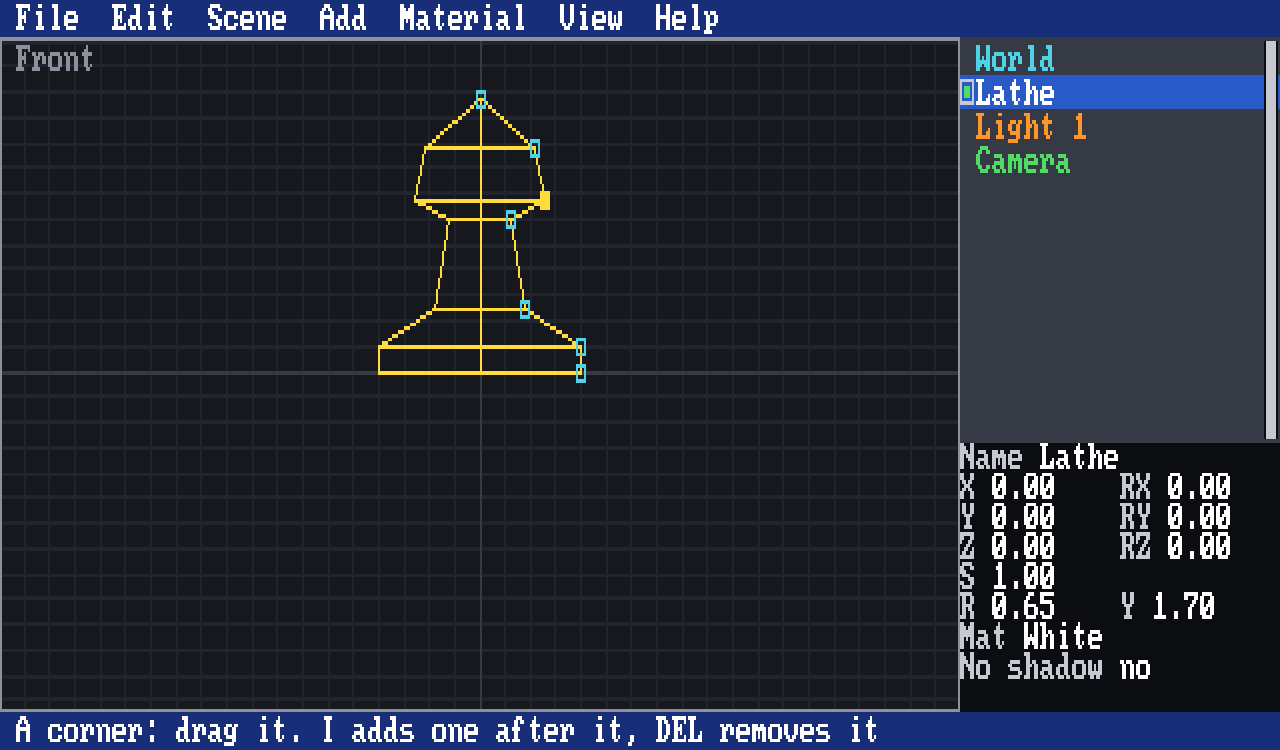 File Edit Scene Add Material View Help
Front
World
Lathe
Light 1
Camera
Name Lathe
X 0.00 RX 0.00
Y 0.00 RY 0.00
Z 0.00 RZ 0.00
S 1.00
R 0.65 Y 1.70
Mat White
No shadow no
A corner: drag it. I adds one after it, DEL removes it